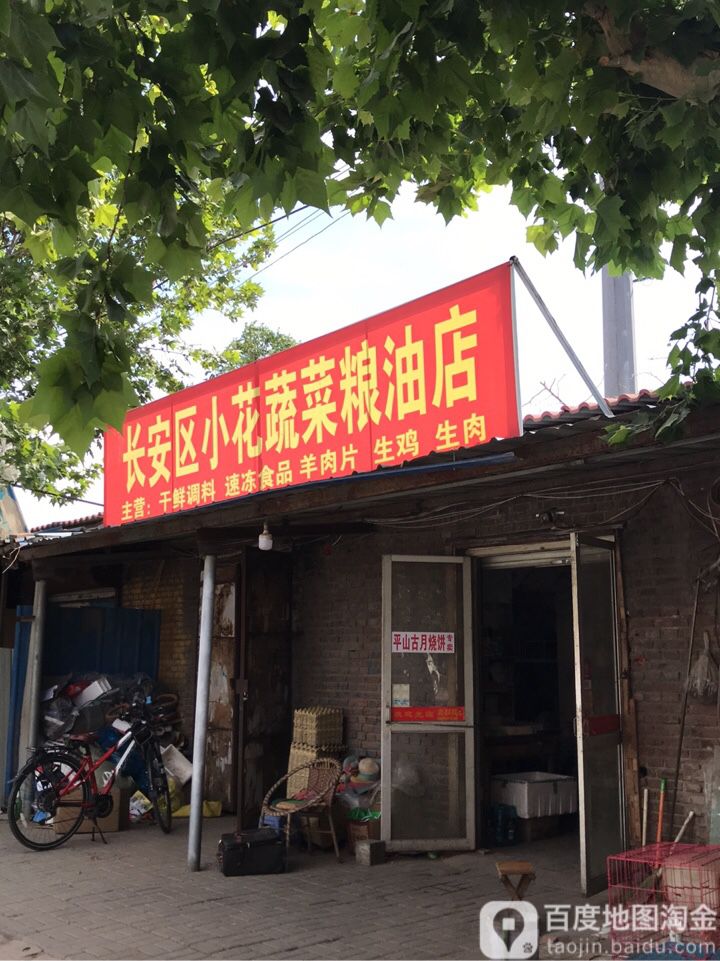 长安区小花蔬菜粮油店
主营：干鲜调料 速冻食品 羊肉片 生鸡 生肉
平山古月烧饼专卖
百度地图淘金
taojin.baidu.com